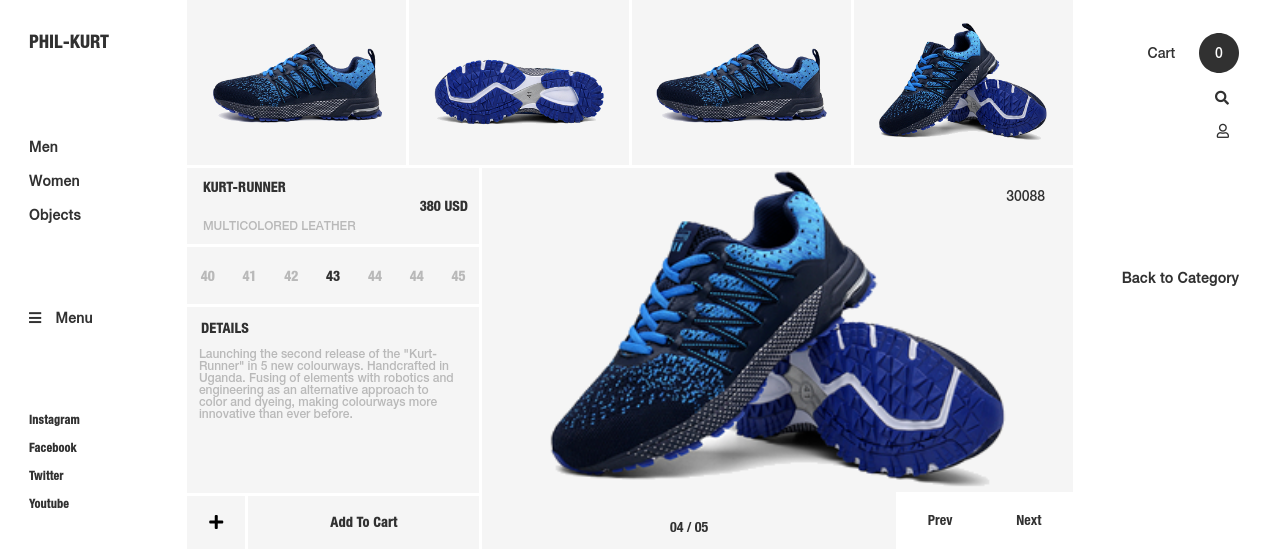 PHIL-KURT
Men
Women
Objects
Menu
Instagram
Facebook
Twitter
Youtube
KURT-RUNNER
380 USD
MULTICOLORED LEATHER
40 41 42 43 44 44 45
DETAILS
Launching the second release of the "Kurt-
Runner" in 5 new colourways. Handcrafted in
Uganda. Fusing of elements with robotics and
engineering as an alternative approach to
color and dyeing, making colourways more
innovative than ever before.
Add To Cart
30088
04 / 05
Prev Next
Cart 0
Back to Category